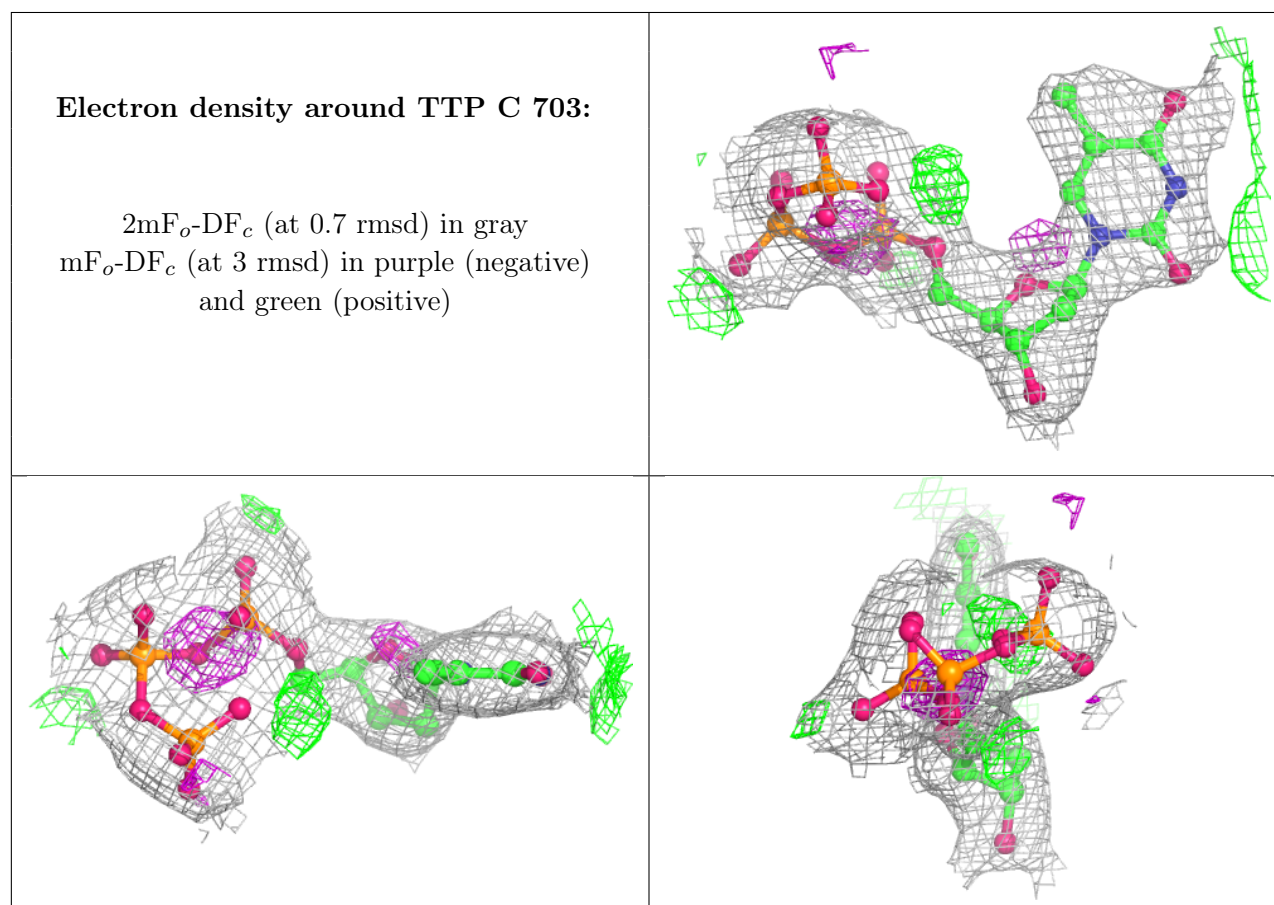 Electron density around TTP C 703:
2mFo-DFc (at 0.7 rmsd) in gray
mFo-DFc (at 3 rmsd) in purple (negative)
and green (positive)